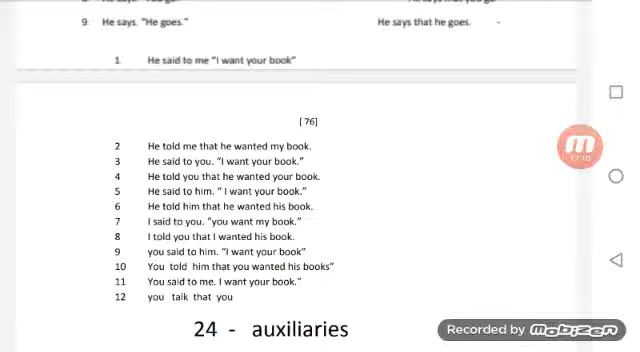 9 He says. "He goes." He says that he goes. -
1 He said to me "I want your book"
[ 76]
2 He told me that he wanted my book.
3 He said to you. "I want your book."
4 He told you that he wanted your book.
5 He said to him. " I want your book."
6 He told him that he wanted his book.
7 I said to you. "you want my book."
8 I told you that I wanted his book.
9 you said to him. "I want your book"
10 You told him that you wanted his books"
11 You said to me. I want your book."
12 you talk that you
24 - auxiliaries
17:10
Recorded by Mobizen